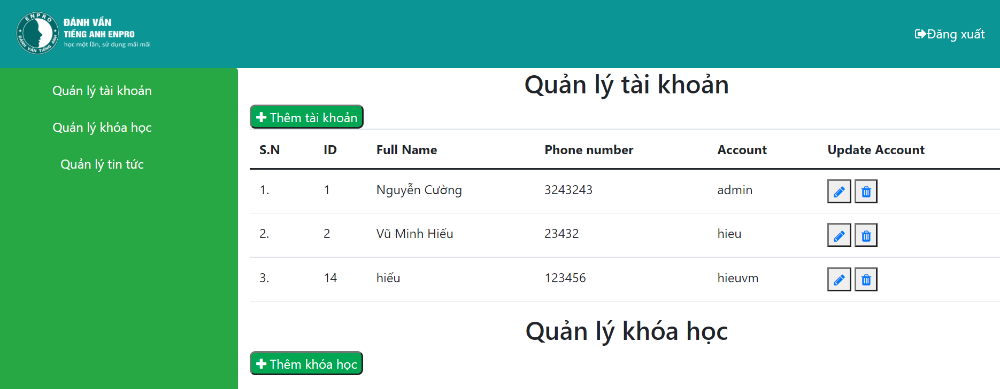 ENPRO
ĐÁNH VẦN TIẾNG ANH
ĐÁNH VẦN
TIẾNG ANH ENPRO
học một lần, sử dụng mãi mãi
Đăng xuất
Quản lý tài khoản
Quản lý khóa học
Quản lý tin tức
Quản lý tài khoản
Thêm tài khoản
S.N ID Full Name Phone number Account Update Account
1. 1 Nguyễn Cường 3243243 admin
2. 2 Vũ Minh Hiếu 23432 hieu
3. 14 hiếu 123456 hieuvm
Quản lý khóa học
Thêm khóa học